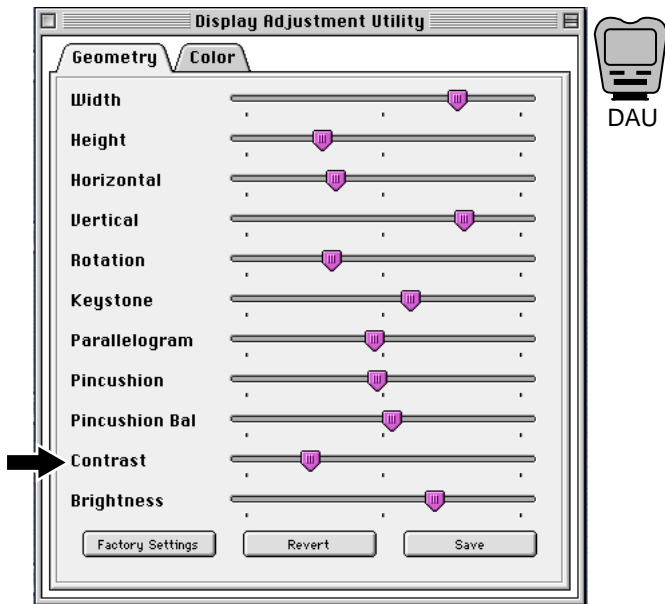 Display Adjustment Utility
Geometry Color
DAU
Width
Height
Horizontal
Vertical
Rotation
Keystone
Parallelogram
Pincushion
Pincushion Bal
Contrast
Brightness
Factory Settings Revert Save